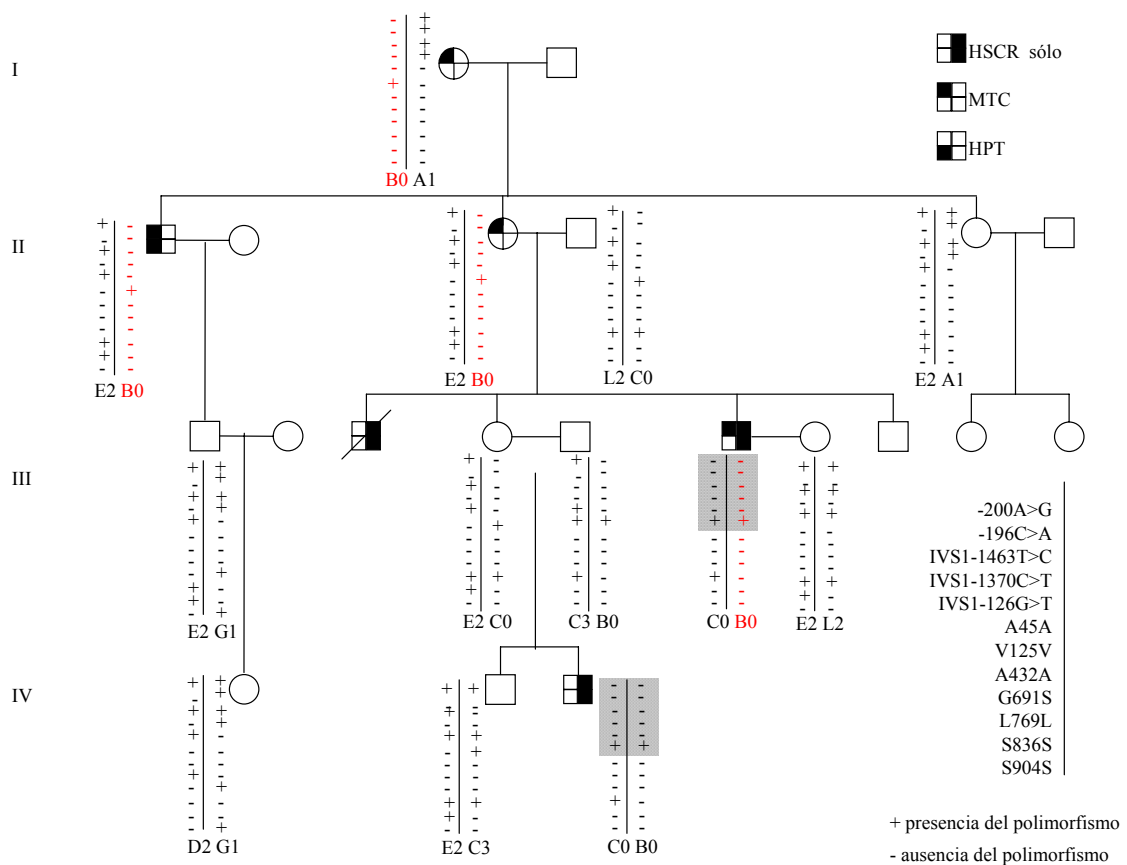 I
HSCR sólo
MTC
HPT
B0 A1
II
E2 B0
E2 B0
L2 C0
E2 A1
III
-200A>G
-196C>A
IVS1-1463T>C
IVS1-1370C>T
IVS1-126G>T
A45A
V125V
A432A
G691S
L769L
S836S
S904S
E2 G1
E2 C0
C3 B0
C0 B0
E2 L2
IV
D2 G1
E2 C3
C0 B0
+ presencia del polimorfismo
- ausencia del polimorfismo